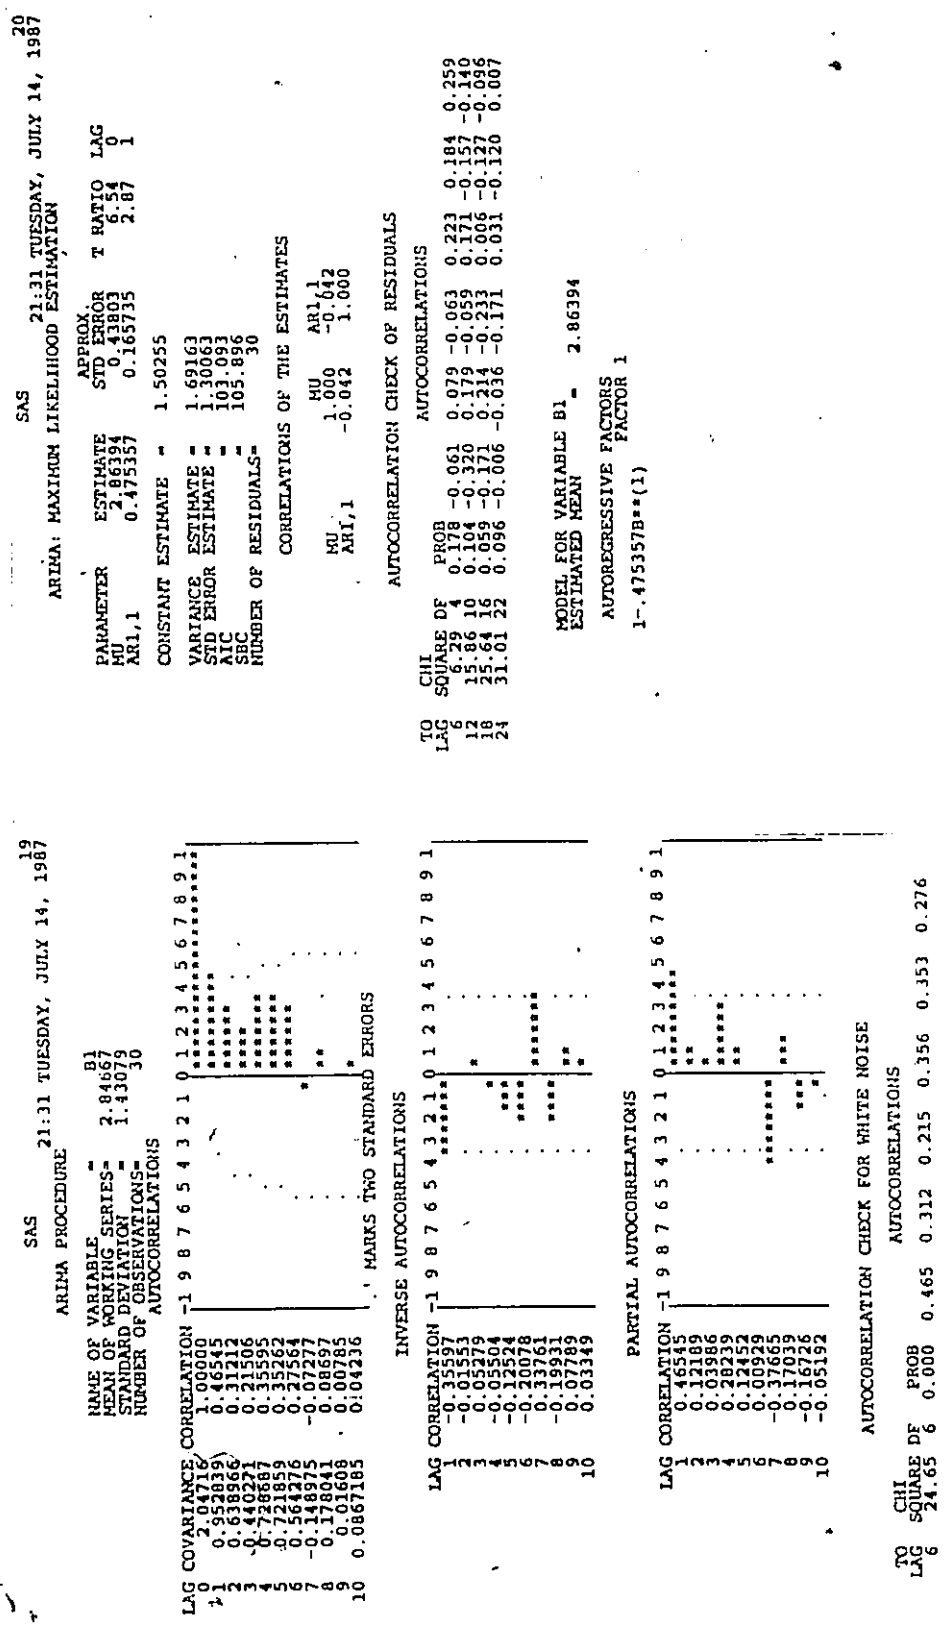 SAS 19
21:31 TUESDAY, JULY 14, 1987
ARIMA PROCEDURE
NAME OF VARIABLE = B1
MEAN OF WORKING SERIES= 2.84667
STANDARD DEVIATION = 1.43079
NUMBER OF OBSERVATIONS= 30
AUTOCORRELATIONS
LAG COVARIANCE CORRELATION -1 9 8 7 6 5 4 3 2 1 0 1 2 3 4 5 6 7 8 9 1
0 2.04716 1.00000 ********************
1 0.952839 0.46545 *********
2 0.638966 0.31212 ******
3 0.440271 0.21506 ****
4 0.728687 0.35595 *******
5 0.721859 0.35262 *******
6 0.564276 0.27564 ******
7 -0.148975 -0.07277 *
8 0.178041 0.08697 **
9 0.01608 0.00785
10 0.0867185 0.04236 *
'.' MARKS TWO STANDARD ERRORS
INVERSE AUTOCORRELATIONS
LAG CORRELATION -1 9 8 7 6 5 4 3 2 1 0 1 2 3 4 5 6 7 8 9 1
1 -0.35597 *******
2 -0.01553
3 0.05279 *
4 -0.05504 *
5 -0.12524 ***
6 -0.20078 ****
7 0.33761 *******
8 -0.19931 ****
9 0.07789 **
10 0.03349 *
PARTIAL AUTOCORRELATIONS
LAG CORRELATION -1 9 8 7 6 5 4 3 2 1 0 1 2 3 4 5 6 7 8 9 1
1 0.46545 *********
2 0.12189 **
3 0.03986 *
4 0.28239 ******
5 0.12452 **
6 0.00929
7 -0.37665 ********
8 0.17039 ***
9 -0.16726 ***
10 -0.05192 *
AUTOCORRELATION CHECK FOR WHITE NOISE
TO CHI AUTOCORRELATIONS
LAG SQUARE DF PROB
6 24.65 6 0.000 0.465 0.312 0.215 0.356 0.353 0.276
SAS 20
21:31 TUESDAY, JULY 14, 1987
ARIMA: MAXIMUM LIKELIHOOD ESTIMATION
APPROX.
PARAMETER ESTIMATE STD ERROR T RATIO LAG
MU 2.86394 0.43803 6.54 0
AR1,1 0.475357 0.165735 2.87 1
CONSTANT ESTIMATE = 1.50255
VARIANCE ESTIMATE = 1.69163
STD ERROR ESTIMATE = 1.30063
AIC = 103.093
SBC = 105.896
NUMBER OF RESIDUALS= 30
CORRELATIONS OF THE ESTIMATES
MU AR1,1
MU 1.000 -0.042
AR1,1 -0.042 1.000
AUTOCORRELATION CHECK OF RESIDUALS
TO CHI AUTOCORRELATIONS
LAG SQUARE DF PROB
6 6.29 4 0.178 -0.061 0.079 -0.063 0.223 0.184 0.259
12 15.86 10 0.104 -0.320 0.179 -0.059 0.171 -0.157 -0.140
18 25.64 16 0.059 -0.171 0.214 -0.233 0.006 -0.127 -0.096
24 31.01 22 0.096 -0.006 -0.036 -0.171 0.031 -0.120 0.007
MODEL FOR VARIABLE B1
ESTIMATED MEAN = 2.86394
AUTOREGRESSIVE FACTORS
FACTOR 1
1-.475357B**(1)